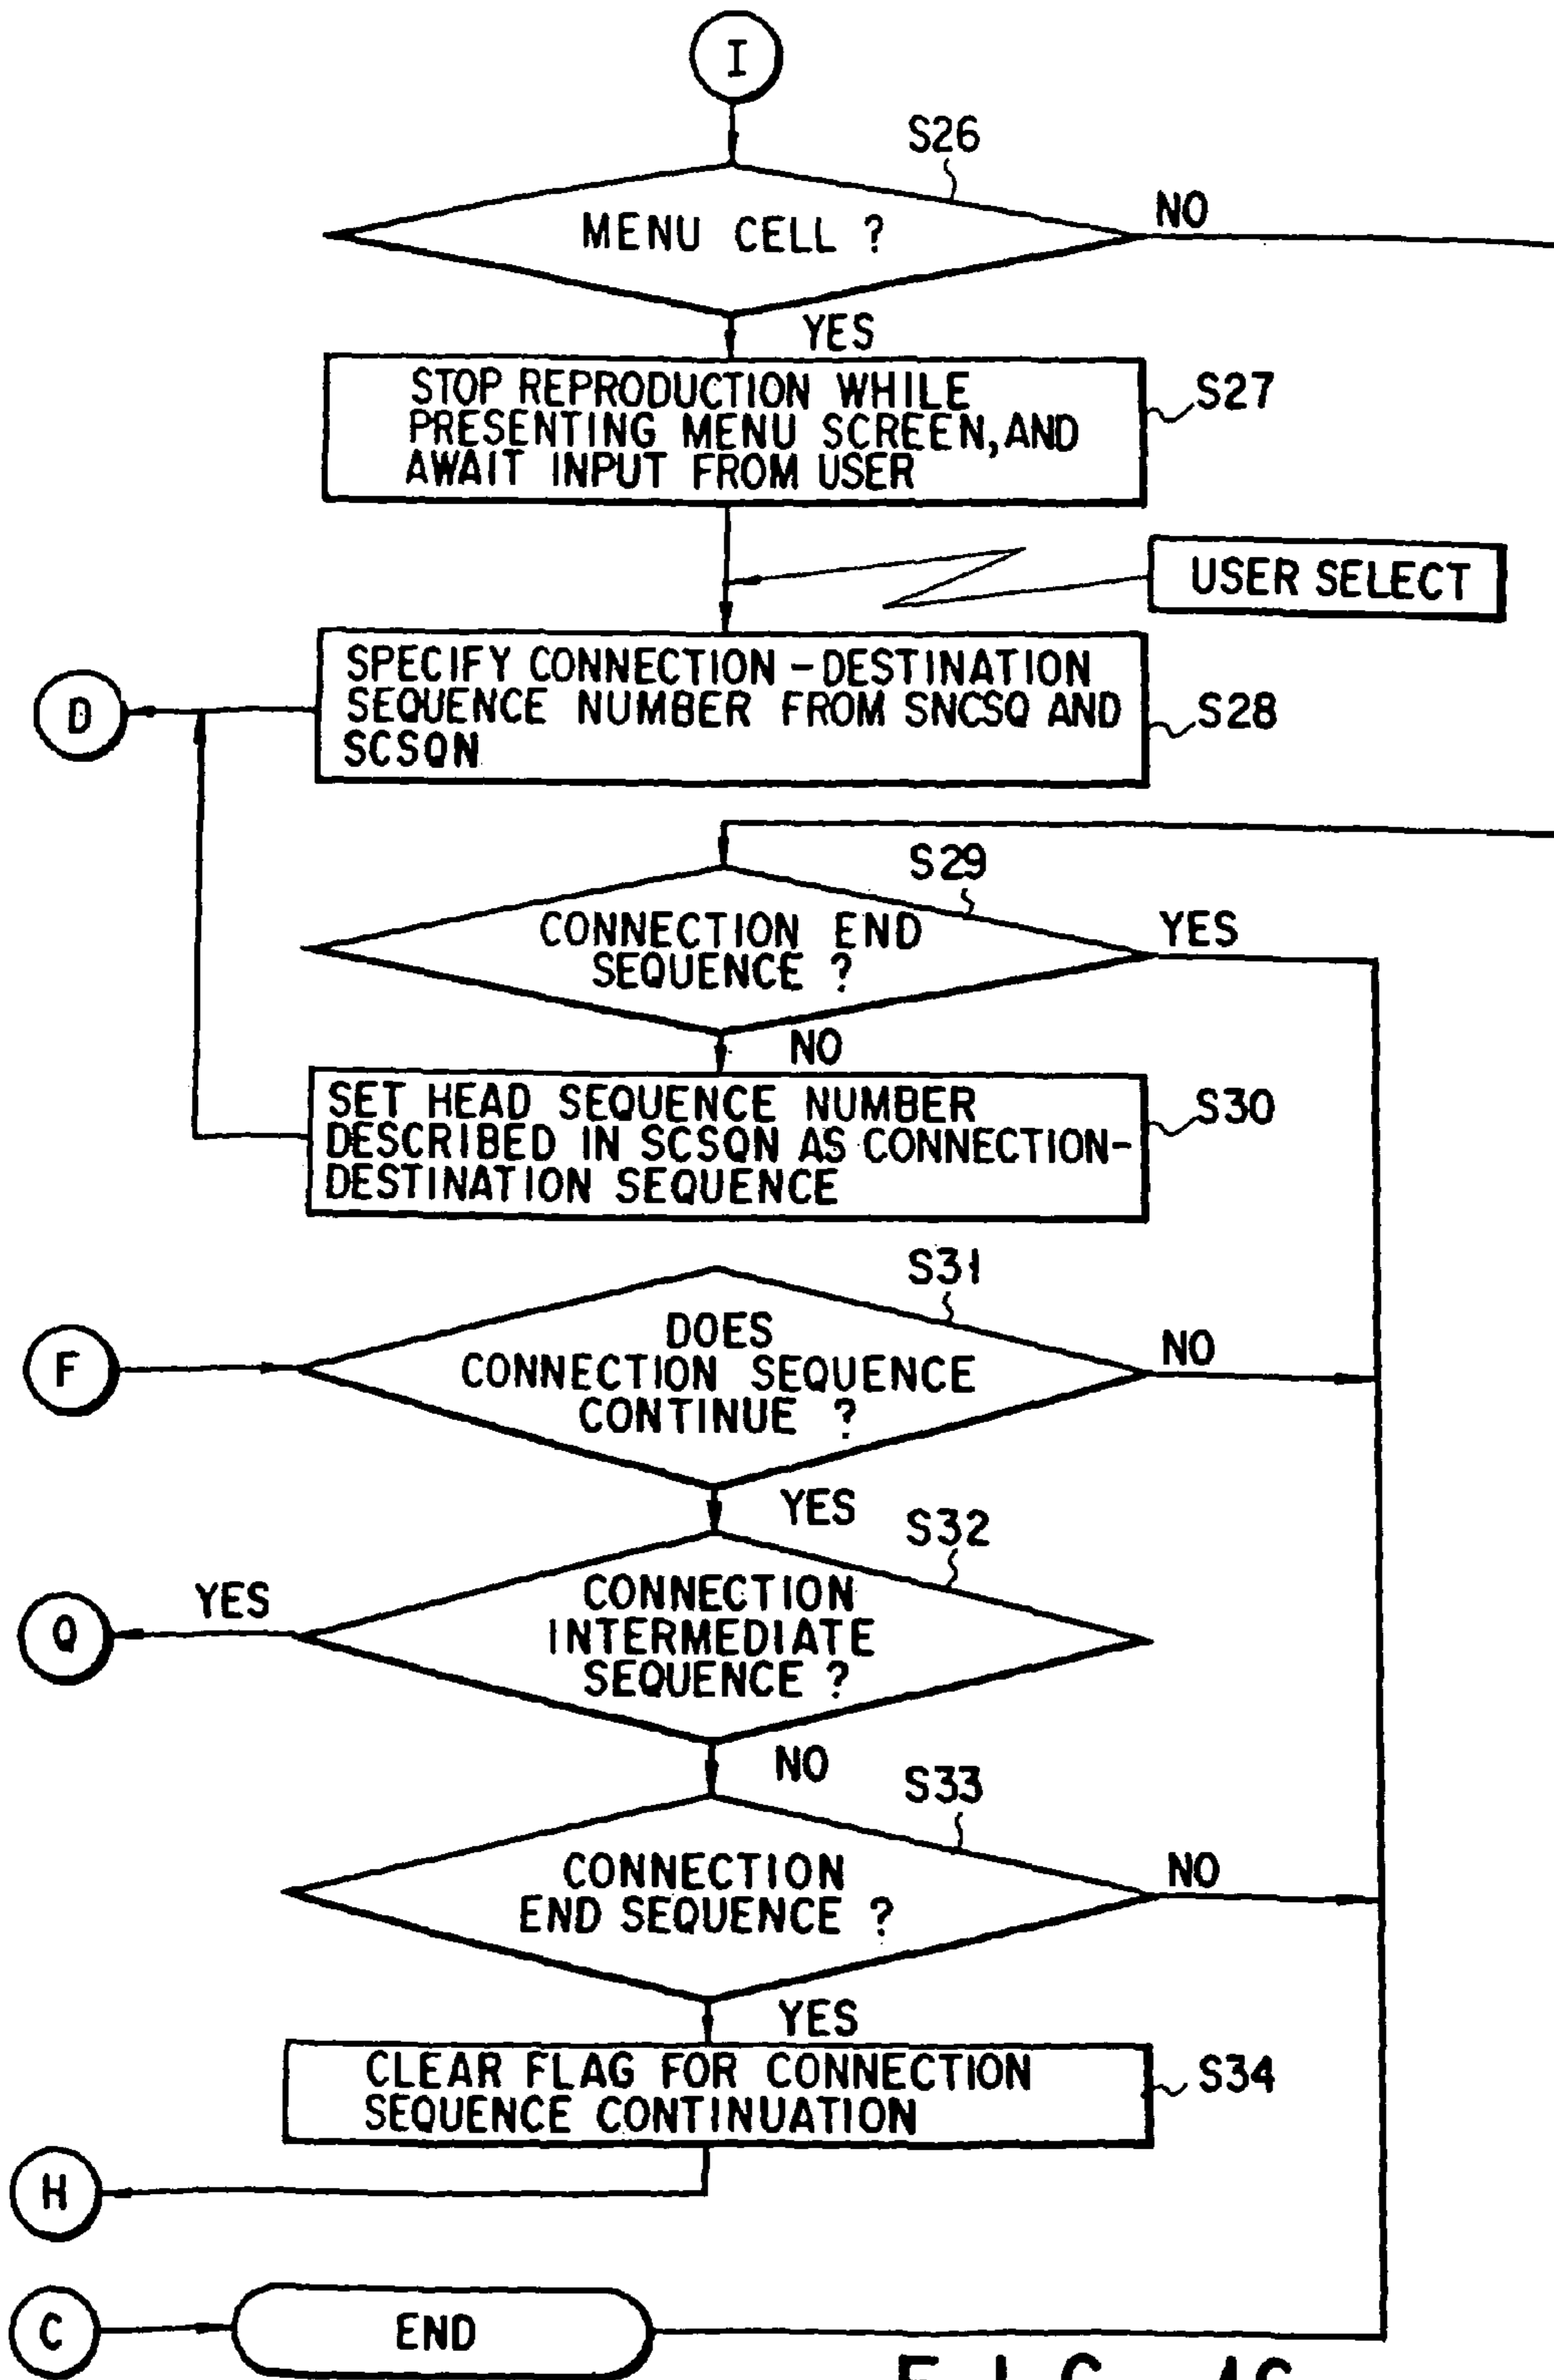 I
S26
MENU CELL ?
NO
YES
STOP REPRODUCTION WHILE
PRESENTING MENU SCREEN, AND
AWAIT INPUT FROM USER
S27
USER SELECT
SPECIFY CONNECTION-DESTINATION
SEQUENCE NUMBER FROM SNCSQ AND
SCSQN
S28
D
S29
CONNECTION END
SEQUENCE ?
YES
NO
SET HEAD SEQUENCE NUMBER
DESCRIBED IN SCSQN AS CONNECTION-
DESTINATION SEQUENCE
S30
S31
F
DOES
CONNECTION SEQUENCE
CONTINUE ?
NO
YES
S32
Q
YES
CONNECTION
INTERMEDIATE
SEQUENCE ?
NO
S33
CONNECTION
END SEQUENCE ?
NO
YES
CLEAR FLAG FOR CONNECTION
SEQUENCE CONTINUATION
S34
H
C
END